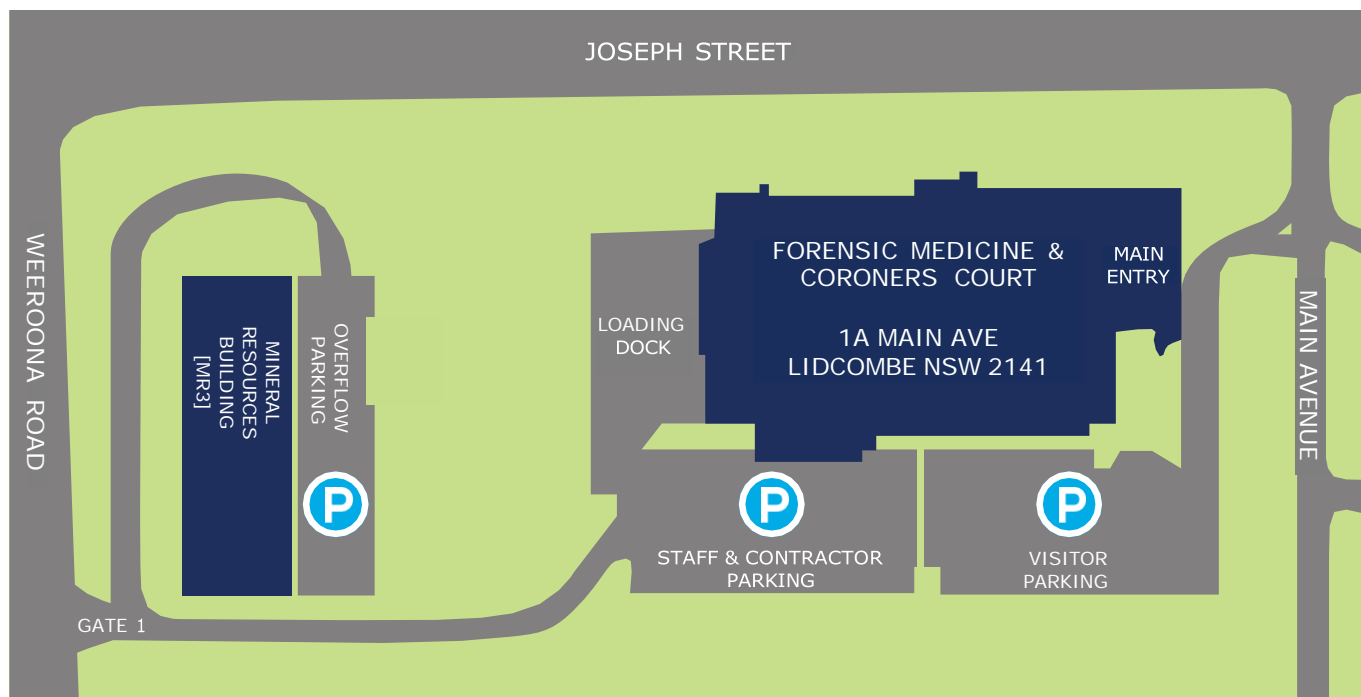 JOSEPH STREET
WEEROONA ROAD
MINERAL
RESOURCES
BUILDING
[MR3]
OVERFLOW
PARKING
P
LOADING
DOCK
FORENSIC MEDICINE &
CORONERS COURT
1A MAIN AVE
LIDCOMBE NSW 2141
MAIN
ENTRY
MAIN AVENUE
P
STAFF & CONTRACTOR
PARKING
P
VISITOR
PARKING
GATE 1